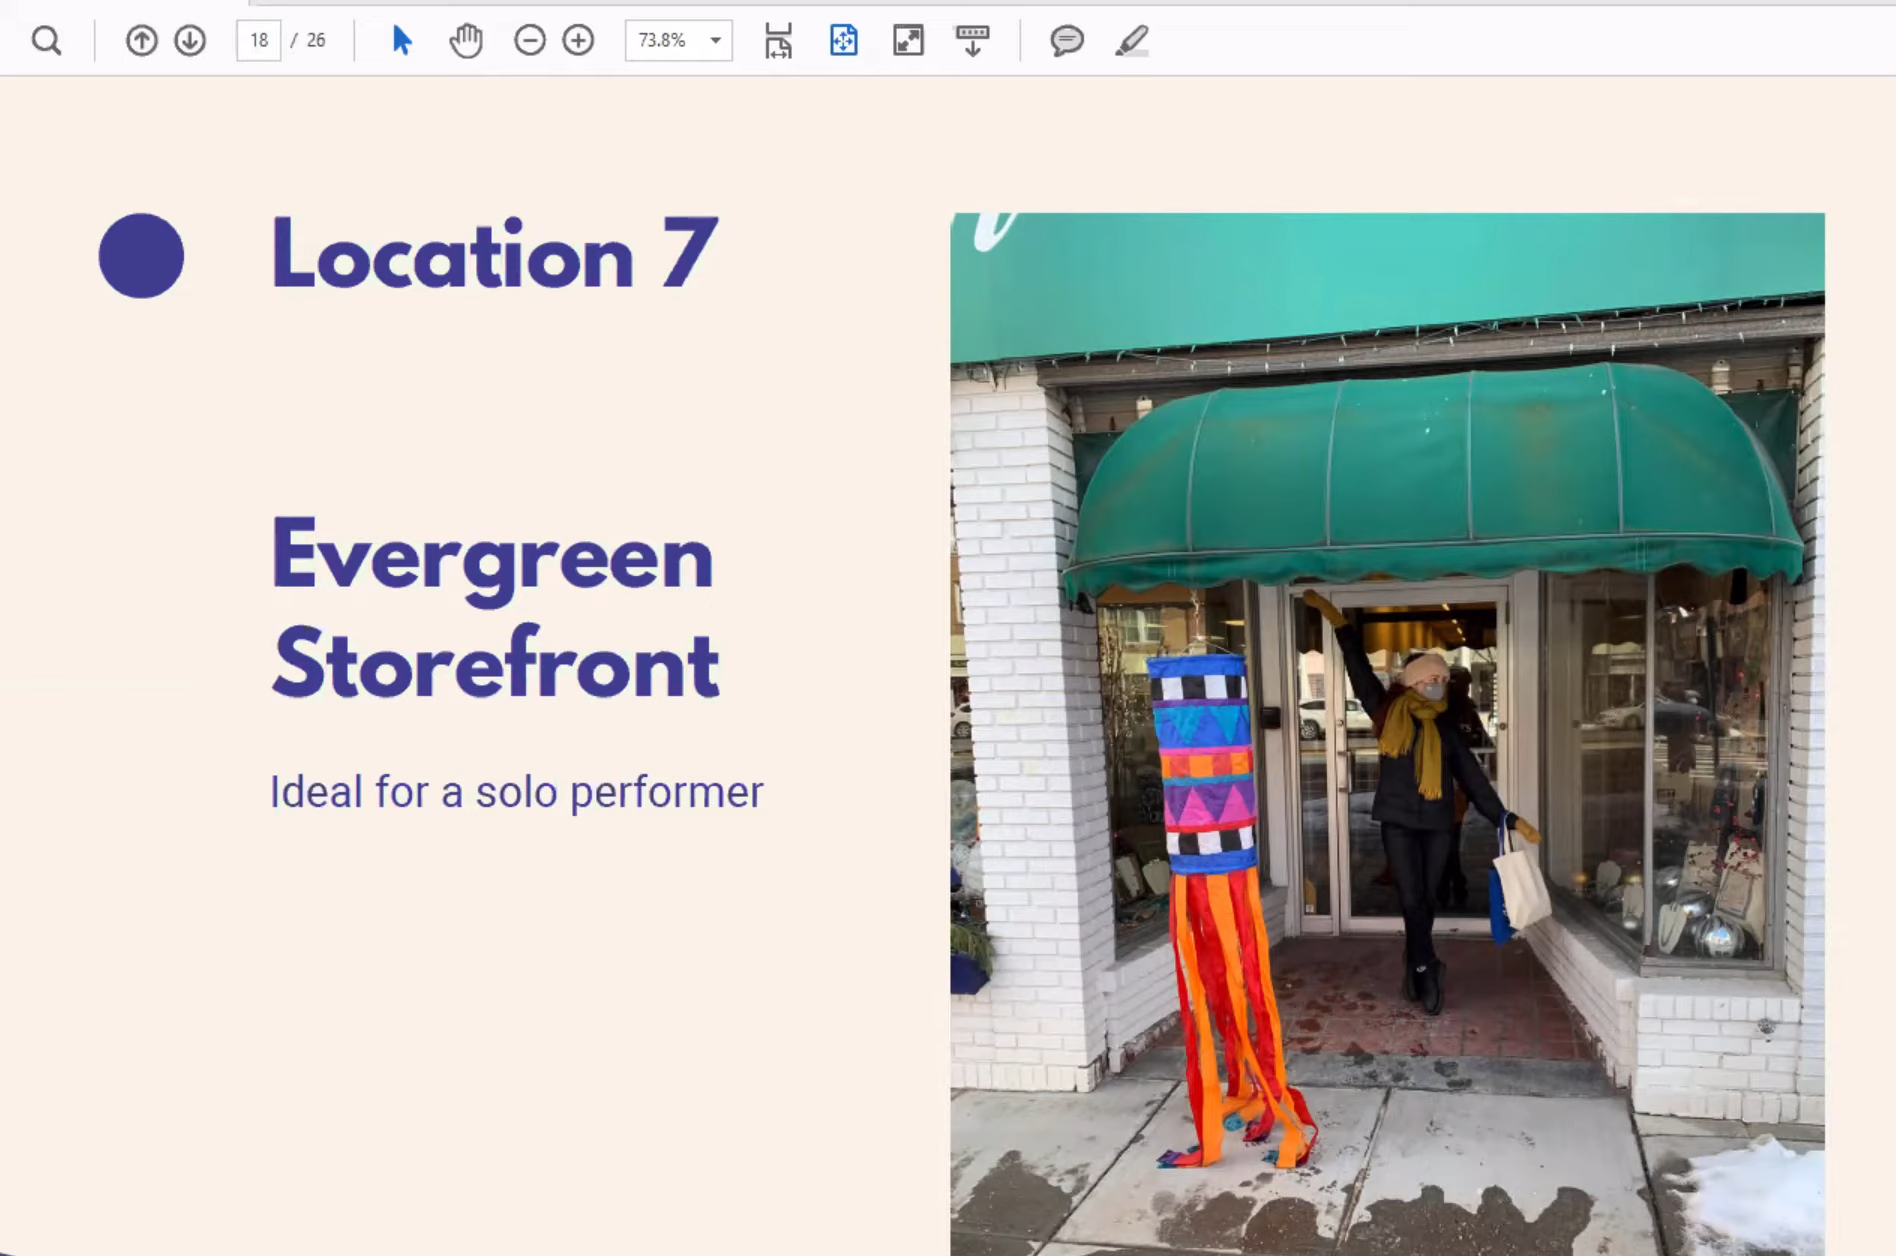 18 / 26
73.8%
Location 7
Evergreen
Storefront
Ideal for a solo performer